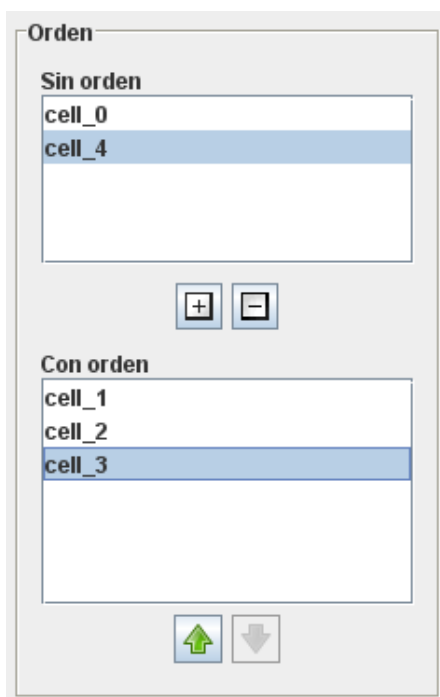 Orden
Sin orden
cell_0
cell_4
Con orden
cell_1
cell_2
cell_3